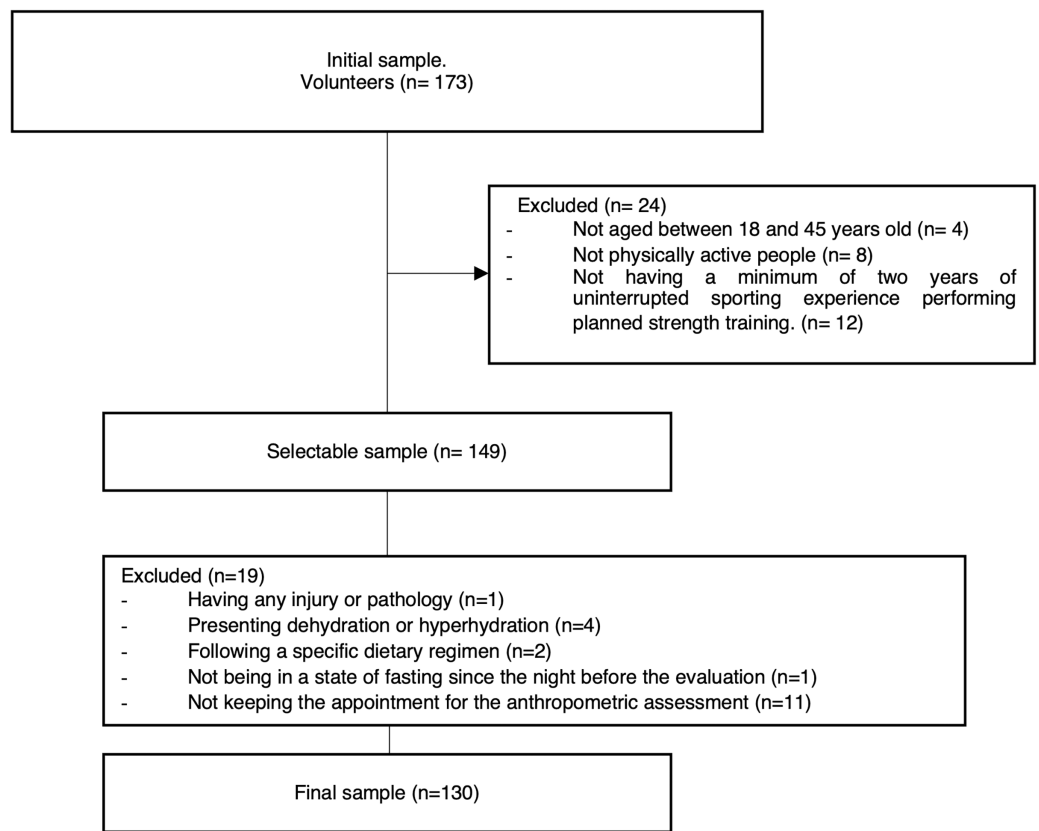 Initial sample.
Volunteers (n= 173)
Excluded (n= 24)
- Not aged between 18 and 45 years old (n= 4)
- Not physically active people (n= 8)
- Not having a minimum of two years of
uninterrupted sporting experience performing
planned strength training. (n= 12)
Selectable sample (n= 149)
Excluded (n=19)
- Having any injury or pathology (n=1)
- Presenting dehydration or hyperhydration (n=4)
- Following a specific dietary regimen (n=2)
- Not being in a state of fasting since the night before the evaluation (n=1)
- Not keeping the appointment for the anthropometric assessment (n=11)
Final sample (n=130)